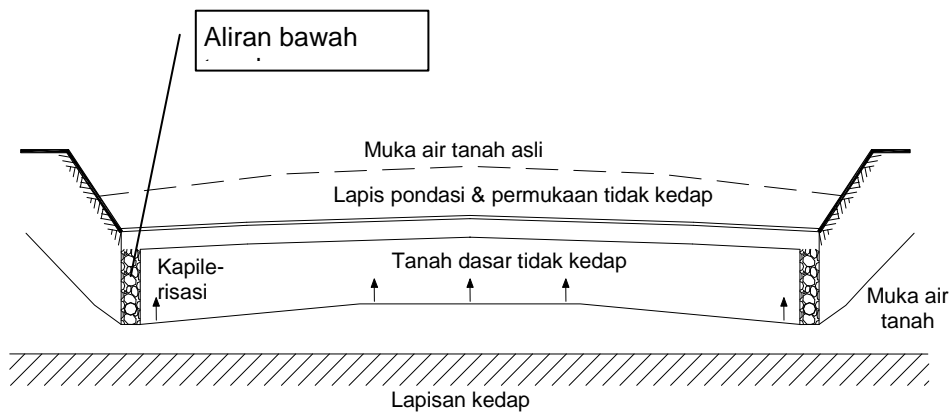 Aliran bawah
Muka air tanah asli
Lapis pondasi & permukaan tidak kedap
Kapile-
risasi
Tanah dasar tidak kedap
Muka air
tanah
Lapisan kedap